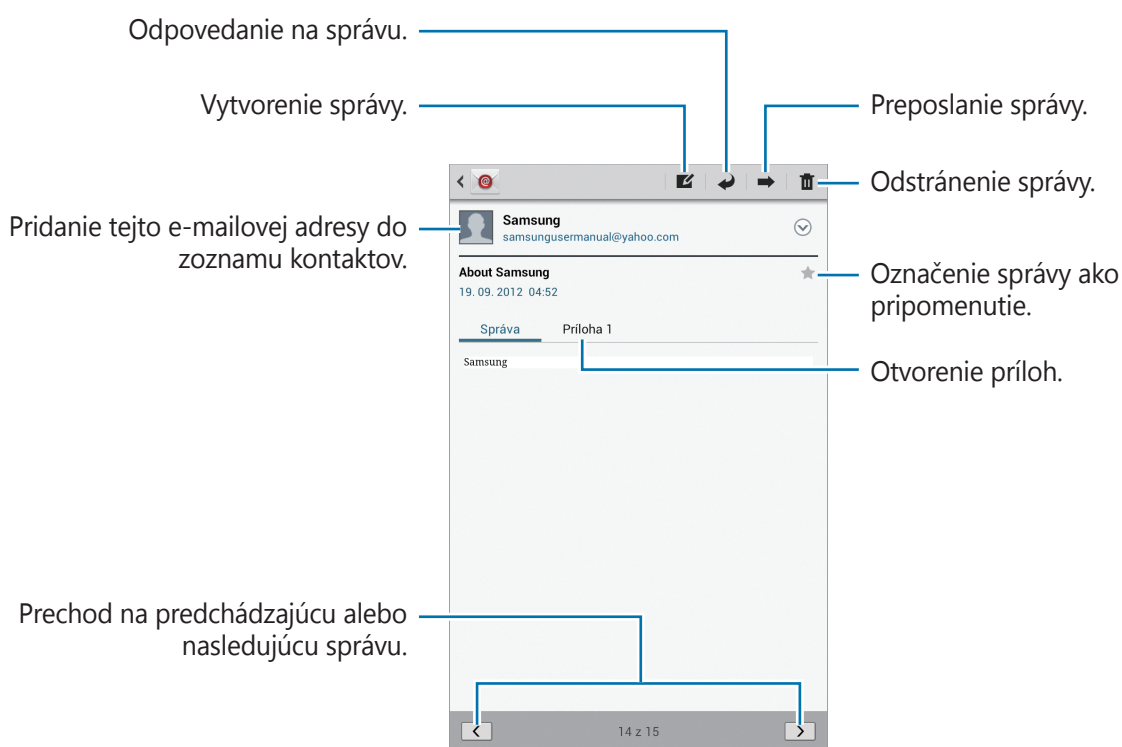 Odpovedanie na správu.
Vytvorenie správy.
Preposlanie správy.
Odstránenie správy.
Pridanie tejto e-mailovej adresy do
zoznamu kontaktov.
Samsung
samsungusermanual@yahoo.com
About Samsung
19. 09. 2012 04:52
Označenie správy ako
pripomenutie.
Správa
Príloha 1
Samsung
Otvorenie príloh.
Prechod na predchádzajúcu alebo
nasledujúcu správu.
14 z 15